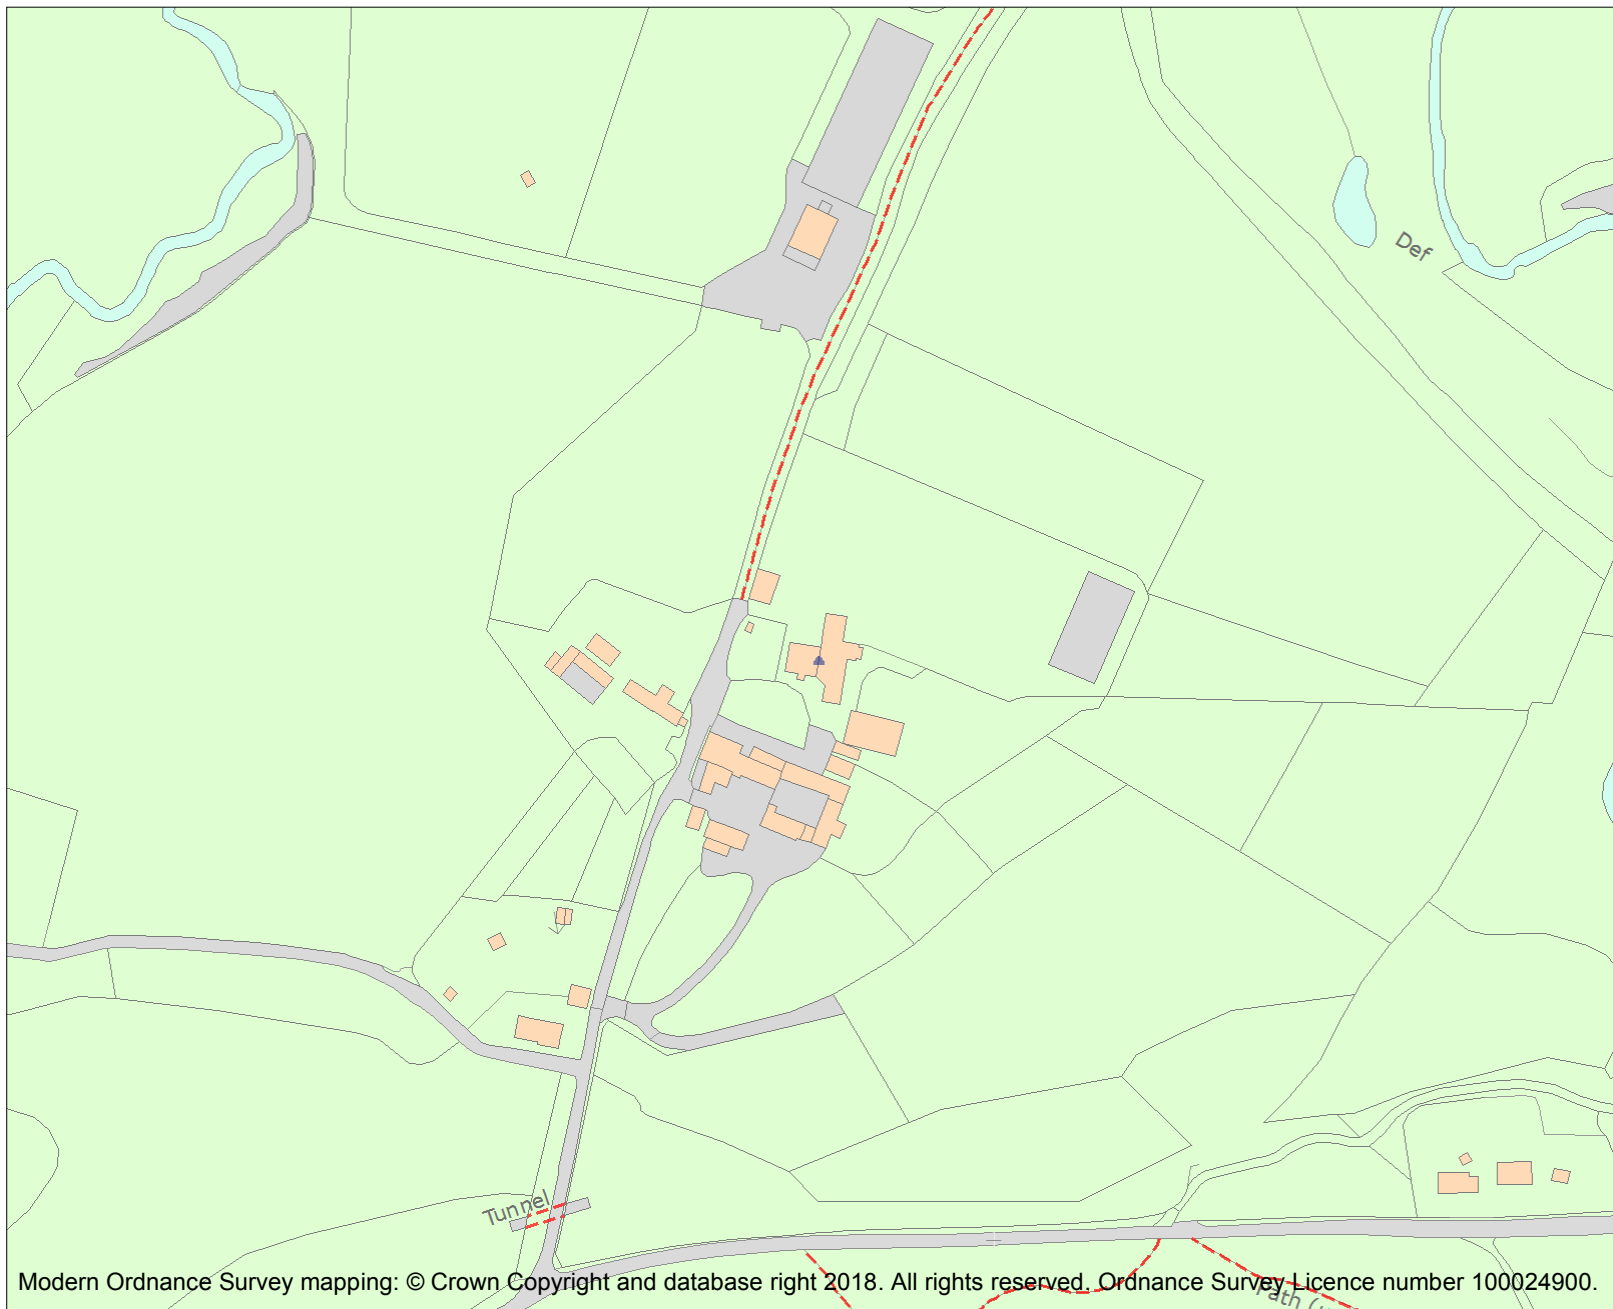 Def
Tunnel
Path
Modern Ordnance Survey mapping: © Crown Copyright and database right 2018. All rights reserved. Ordnance Survey Licence number 100024900.